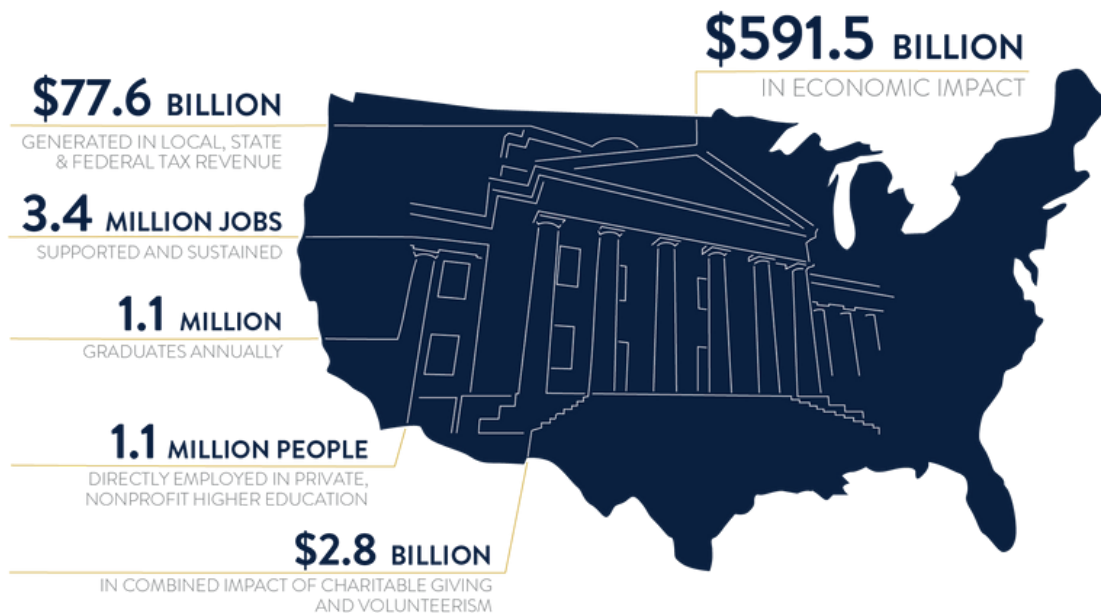 $591.5 BILLION
IN ECONOMIC IMPACT
$77.6 BILLION
GENERATED IN LOCAL, STATE
& FEDERAL TAX REVENUE
3.4 MILLION JOBS
SUPPORTED AND SUSTAINED
1.1 MILLION
GRADUATES ANNUALLY
1.1 MILLION PEOPLE
DIRECTLY EMPLOYED IN PRIVATE,
NONPROFIT HIGHER EDUCATION
$2.8 BILLION
IN COMBINED IMPACT OF CHARITABLE GIVING
AND VOLUNTEERISM